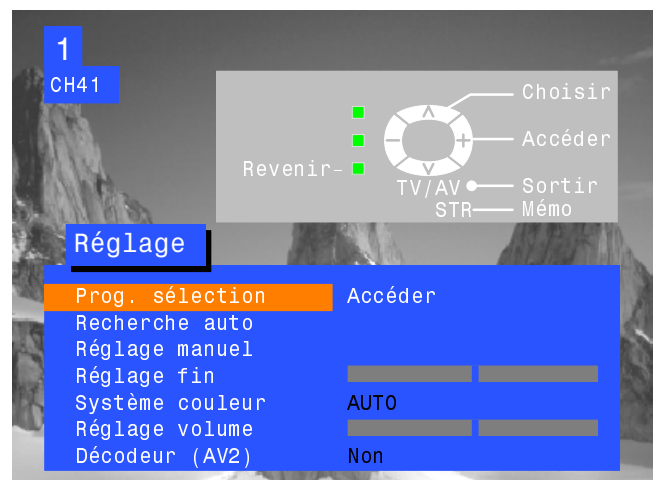 1
CH41
Choisir
Accéder
Revenir-
TV/AV Sortir
STR Mémo
Réglage
Prog. sélection Accéder
Recherche auto
Réglage manuel
Réglage fin
Système couleur AUTO
Réglage volume
Décodeur (AV2) Non